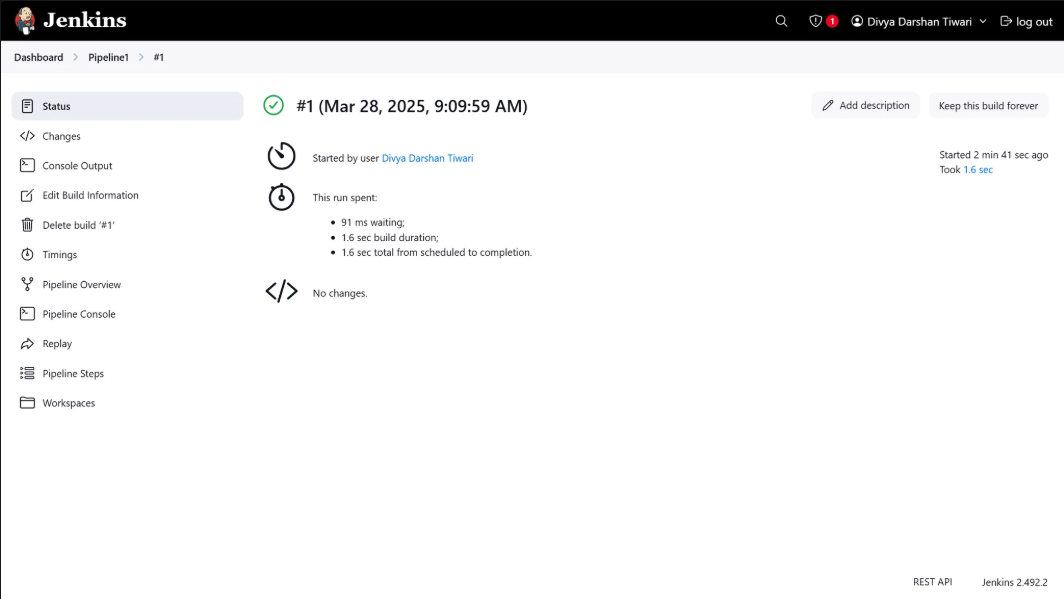 Jenkins
1
Divya Darshan Tiwari
log out
Dashboard > Pipeline1 > #1
Status
Changes
Console Output
Edit Build Information
Delete build ‘#1’
Timings
Pipeline Overview
Pipeline Console
Replay
Pipeline Steps
Workspaces
#1 (Mar 28, 2025, 9:09:59 AM)
Add description
Keep this build forever
Started by user Divya Darshan Tiwari
Started 2 min 41 sec ago
Took 1.6 sec
This run spent:
• 91 ms waiting;
• 1.6 sec build duration;
• 1.6 sec total from scheduled to completion.
No changes.
REST API
Jenkins 2.492.2